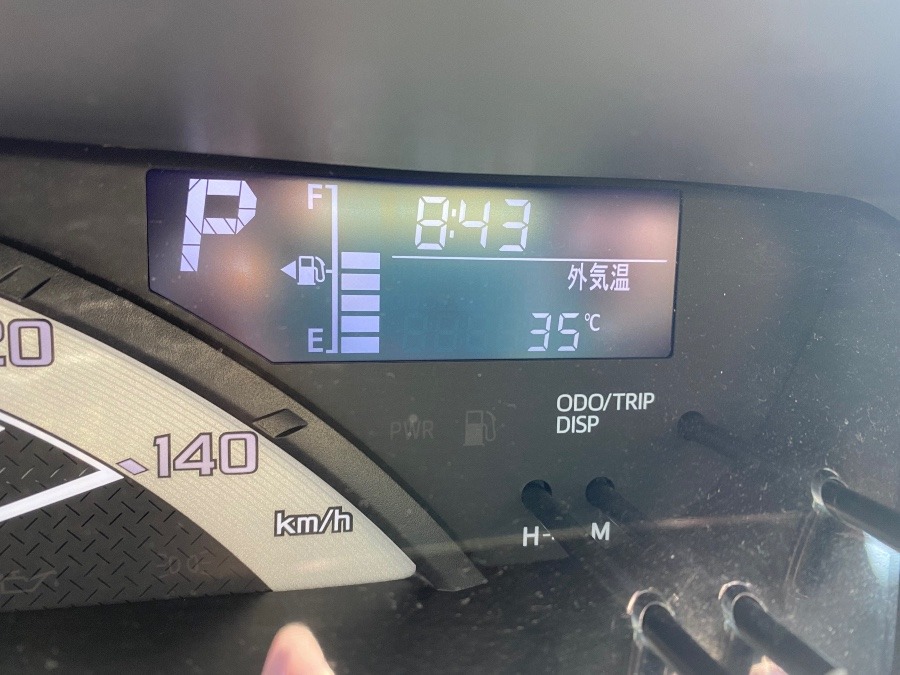 P
F
8:43
外気温
E
35℃
20
140
km/h
PWR
ODO/TRIP
DISP
H
M